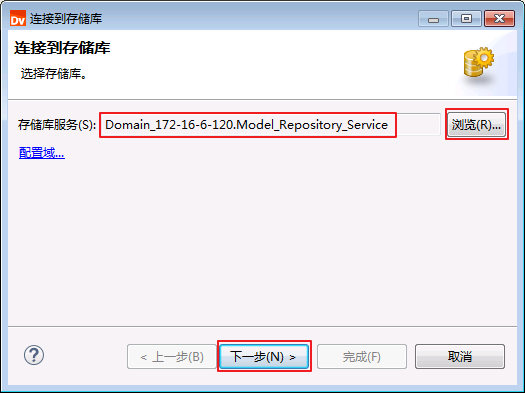 Dv 连接到存储库
连接到存储库
选择存储库。
存储库服务(S): Domain_172-16-6-120.Model_Repository_Service 浏览(R)...
配置域...
? < 上一步(B) 下一步(N) > 完成(F) 取消